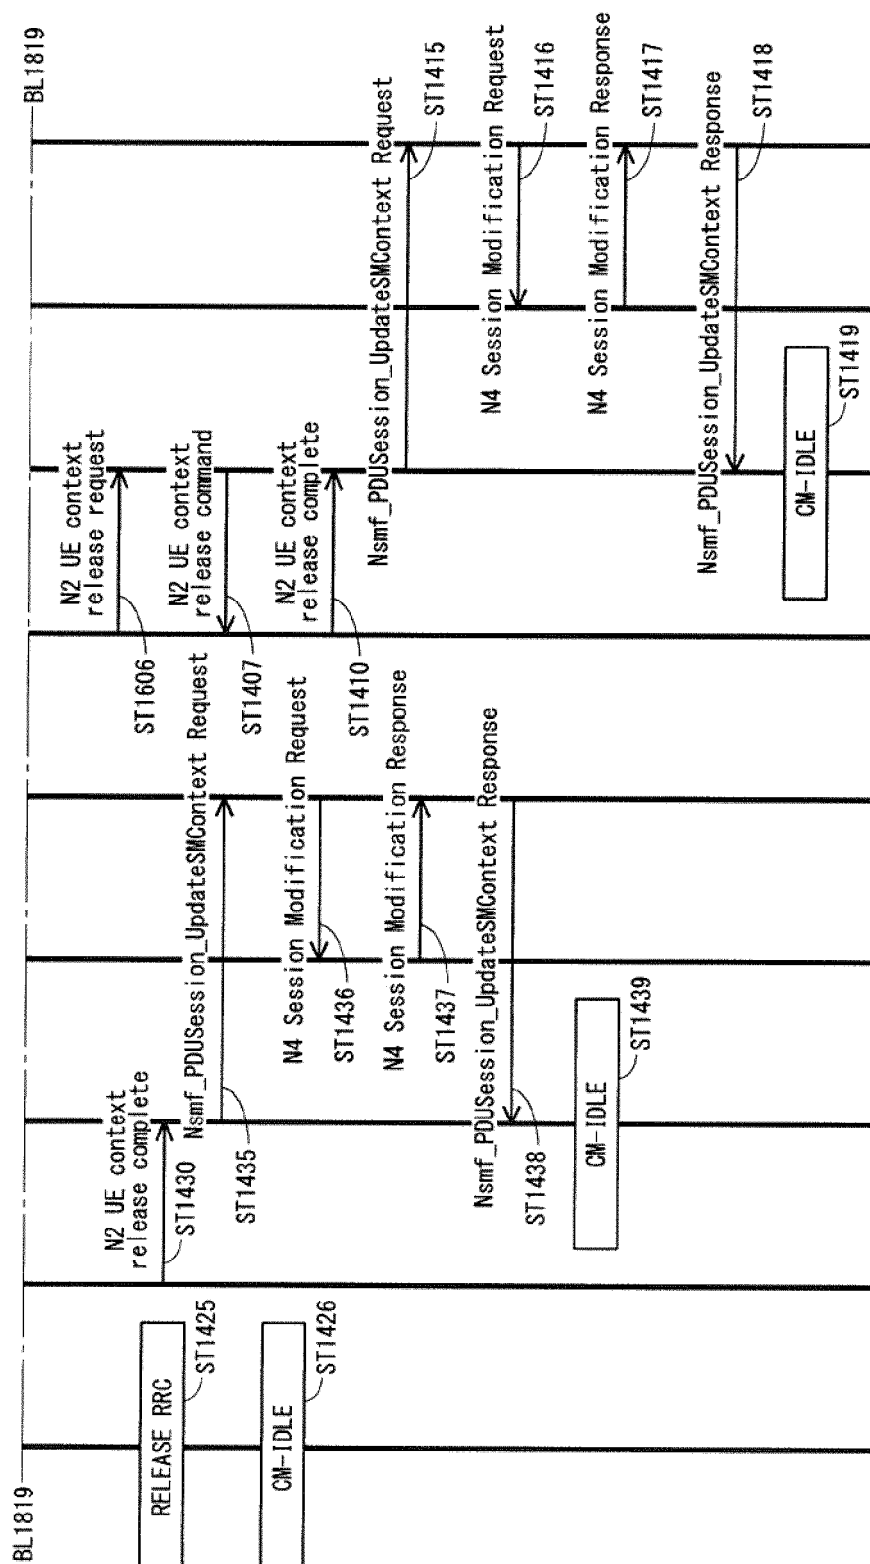 BL1819
BL1819
RELEASE RRC
ST1425
CM-IDLE
ST1426
N2 UE context
release complete
ST1430
Nsmf_PDUSession_UpdateSMContext Request
ST1435
N4 Session Modification Request
ST1436
N4 Session Modification Response
ST1437
Nsmf_PDUSession_UpdateSMContext Response
ST1438
CM-IDLE
ST1439
N2 UE context
release request
ST1606
N2 UE context
release command
ST1407
N2 UE context
release complete
ST1410
Nsmf_PDUSession_UpdateSMContext Request
ST1415
N4 Session Modification Request
ST1416
N4 Session Modification Response
ST1417
Nsmf_PDUSession_UpdateSMContext Response
ST1418
CM-IDLE
ST1419